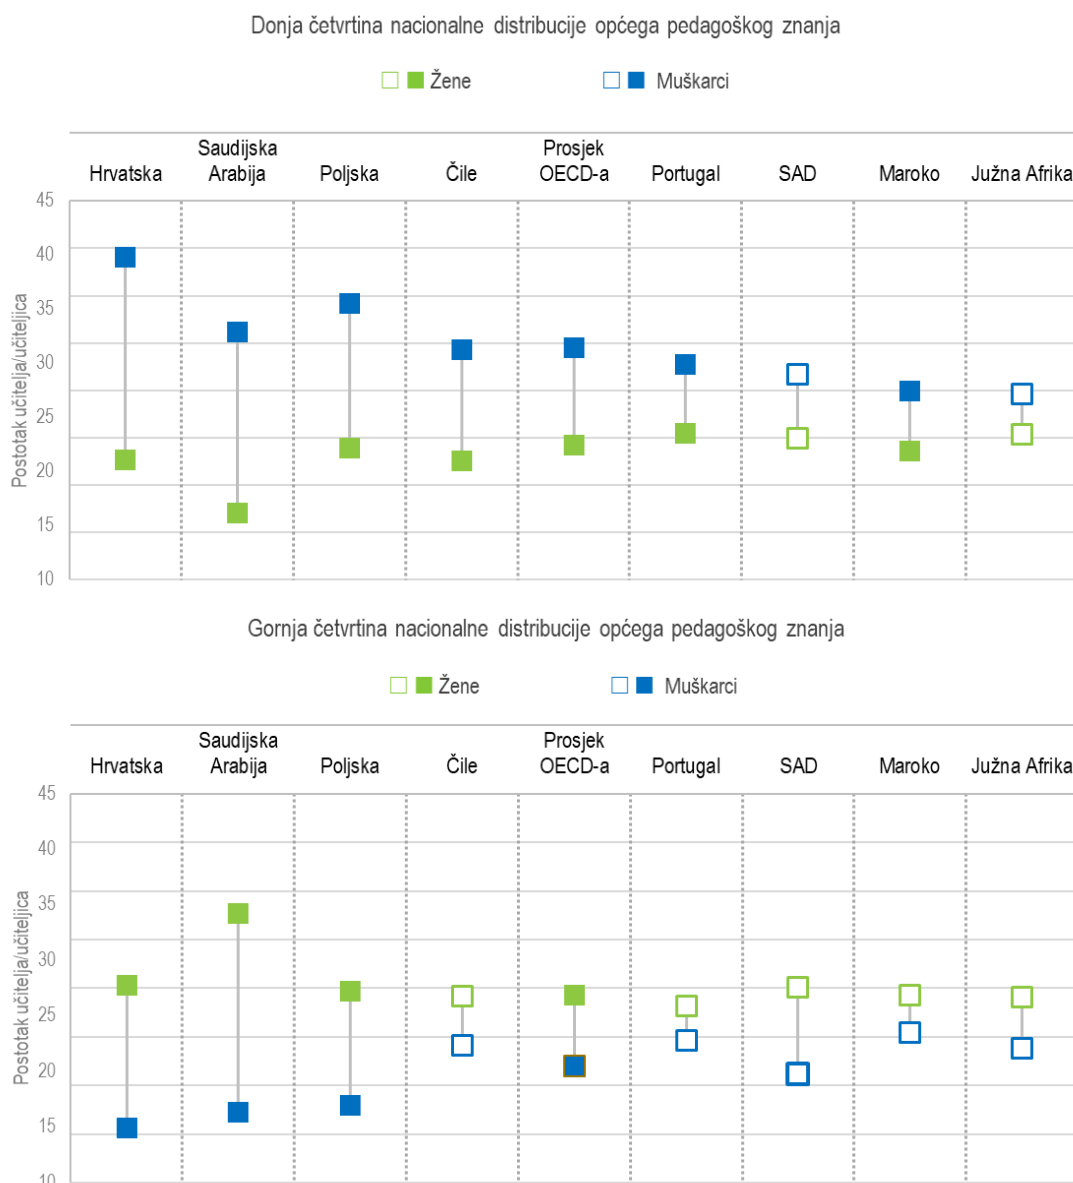 Donja četvrtina nacionalne distribucije općega pedagoškog znanja
Žene Muškarci
Hrvatska Saudijska Arabija Poljska Čile Prosjek OECD-a Portugal SAD Maroko Južna Afrika
Postotak učitelja/učiteljica
45
40
35
30
25
20
15
10
Gornja četvrtina nacionalne distribucije općega pedagoškog znanja
Žene Muškarci
Hrvatska Saudijska Arabija Poljska Čile Prosjek OECD-a Portugal SAD Maroko Južna Afrika
Postotak učitelja/učiteljica
45
40
35
30
25
20
15
10